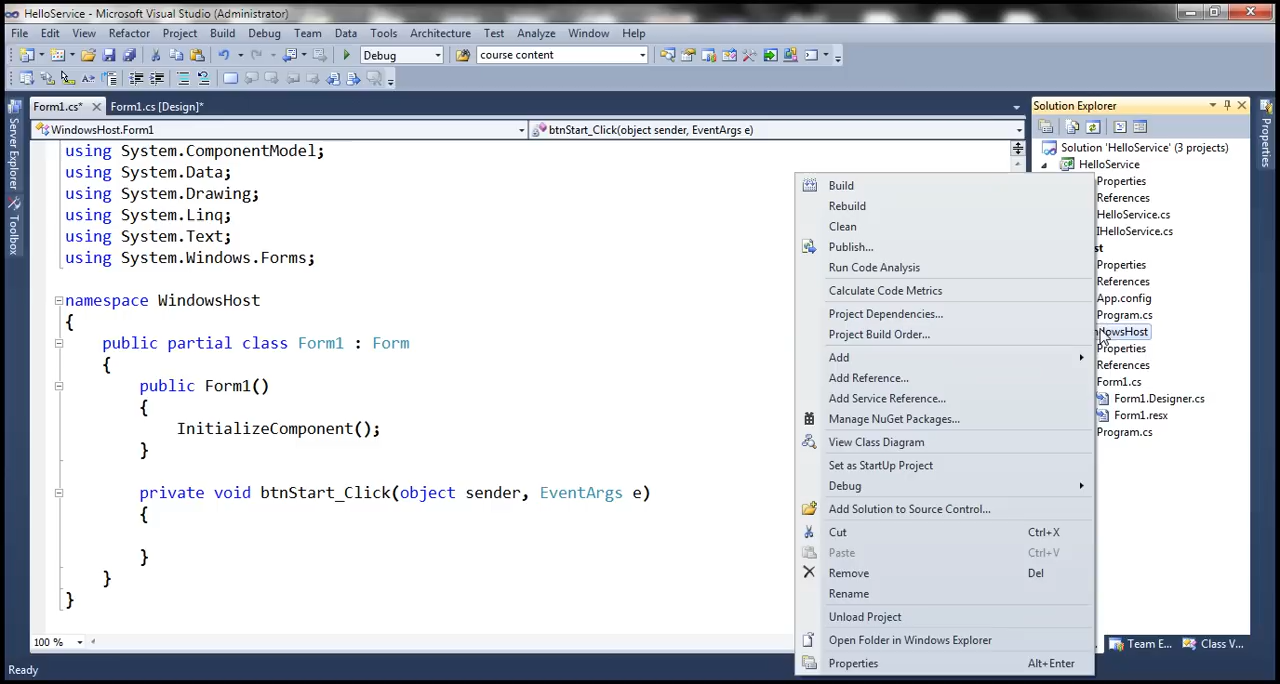 HelloService - Microsoft Visual Studio (Administrator)
File Edit View Refactor Project Build Debug Team Data Tools Architecture Test Analyze Window Help
Debug course content
Form1.cs* Form1.cs [Design]*
WindowsHost.Form1 btnStart_Click(object sender, EventArgs e)
Server Explorer
Toolbox
using System.ComponentModel;
using System.Data;
using System.Drawing;
using System.Linq;
using System.Text;
using System.Windows.Forms;
namespace WindowsHost
{
public partial class Form1 : Form
{
public Form1()
{
InitializeComponent();
}
private void btnStart_Click(object sender, EventArgs e)
{
}
}
}
100 %
Ready
Build
Rebuild
Clean
Publish...
Run Code Analysis
Calculate Code Metrics
Project Dependencies...
Project Build Order...
Add
Add Reference...
Add Service Reference...
Manage NuGet Packages...
View Class Diagram
Set as StartUp Project
Debug
Add Solution to Source Control...
Cut Ctrl+X
Paste Ctrl+V
Remove Del
Rename
Unload Project
Open Folder in Windows Explorer
Properties Alt+Enter
Solution Explorer
Solution 'HelloService' (3 projects)
HelloService
Properties
References
HelloService.cs
IHelloService.cs
st
Properties
References
App.config
Program.cs
dowsHost
Properties
References
Form1.cs
Form1.Designer.cs
Form1.resx
Program.cs
Team E... Class V...
Properties